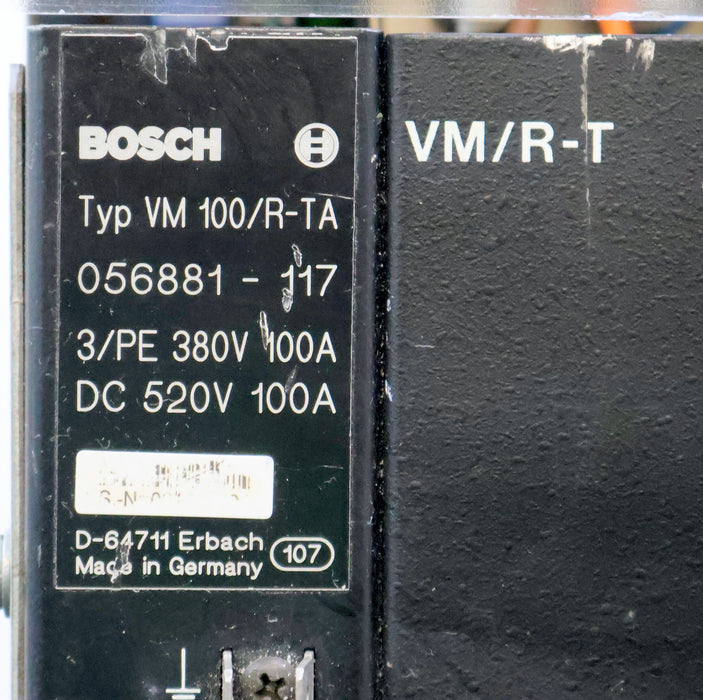 BOSCH
VM/R-T
Typ VM 100/R-TA
056881 - 117
3/PE 380V 100A
DC 520V 100A
D-64711 Erbach
Made in Germany
107